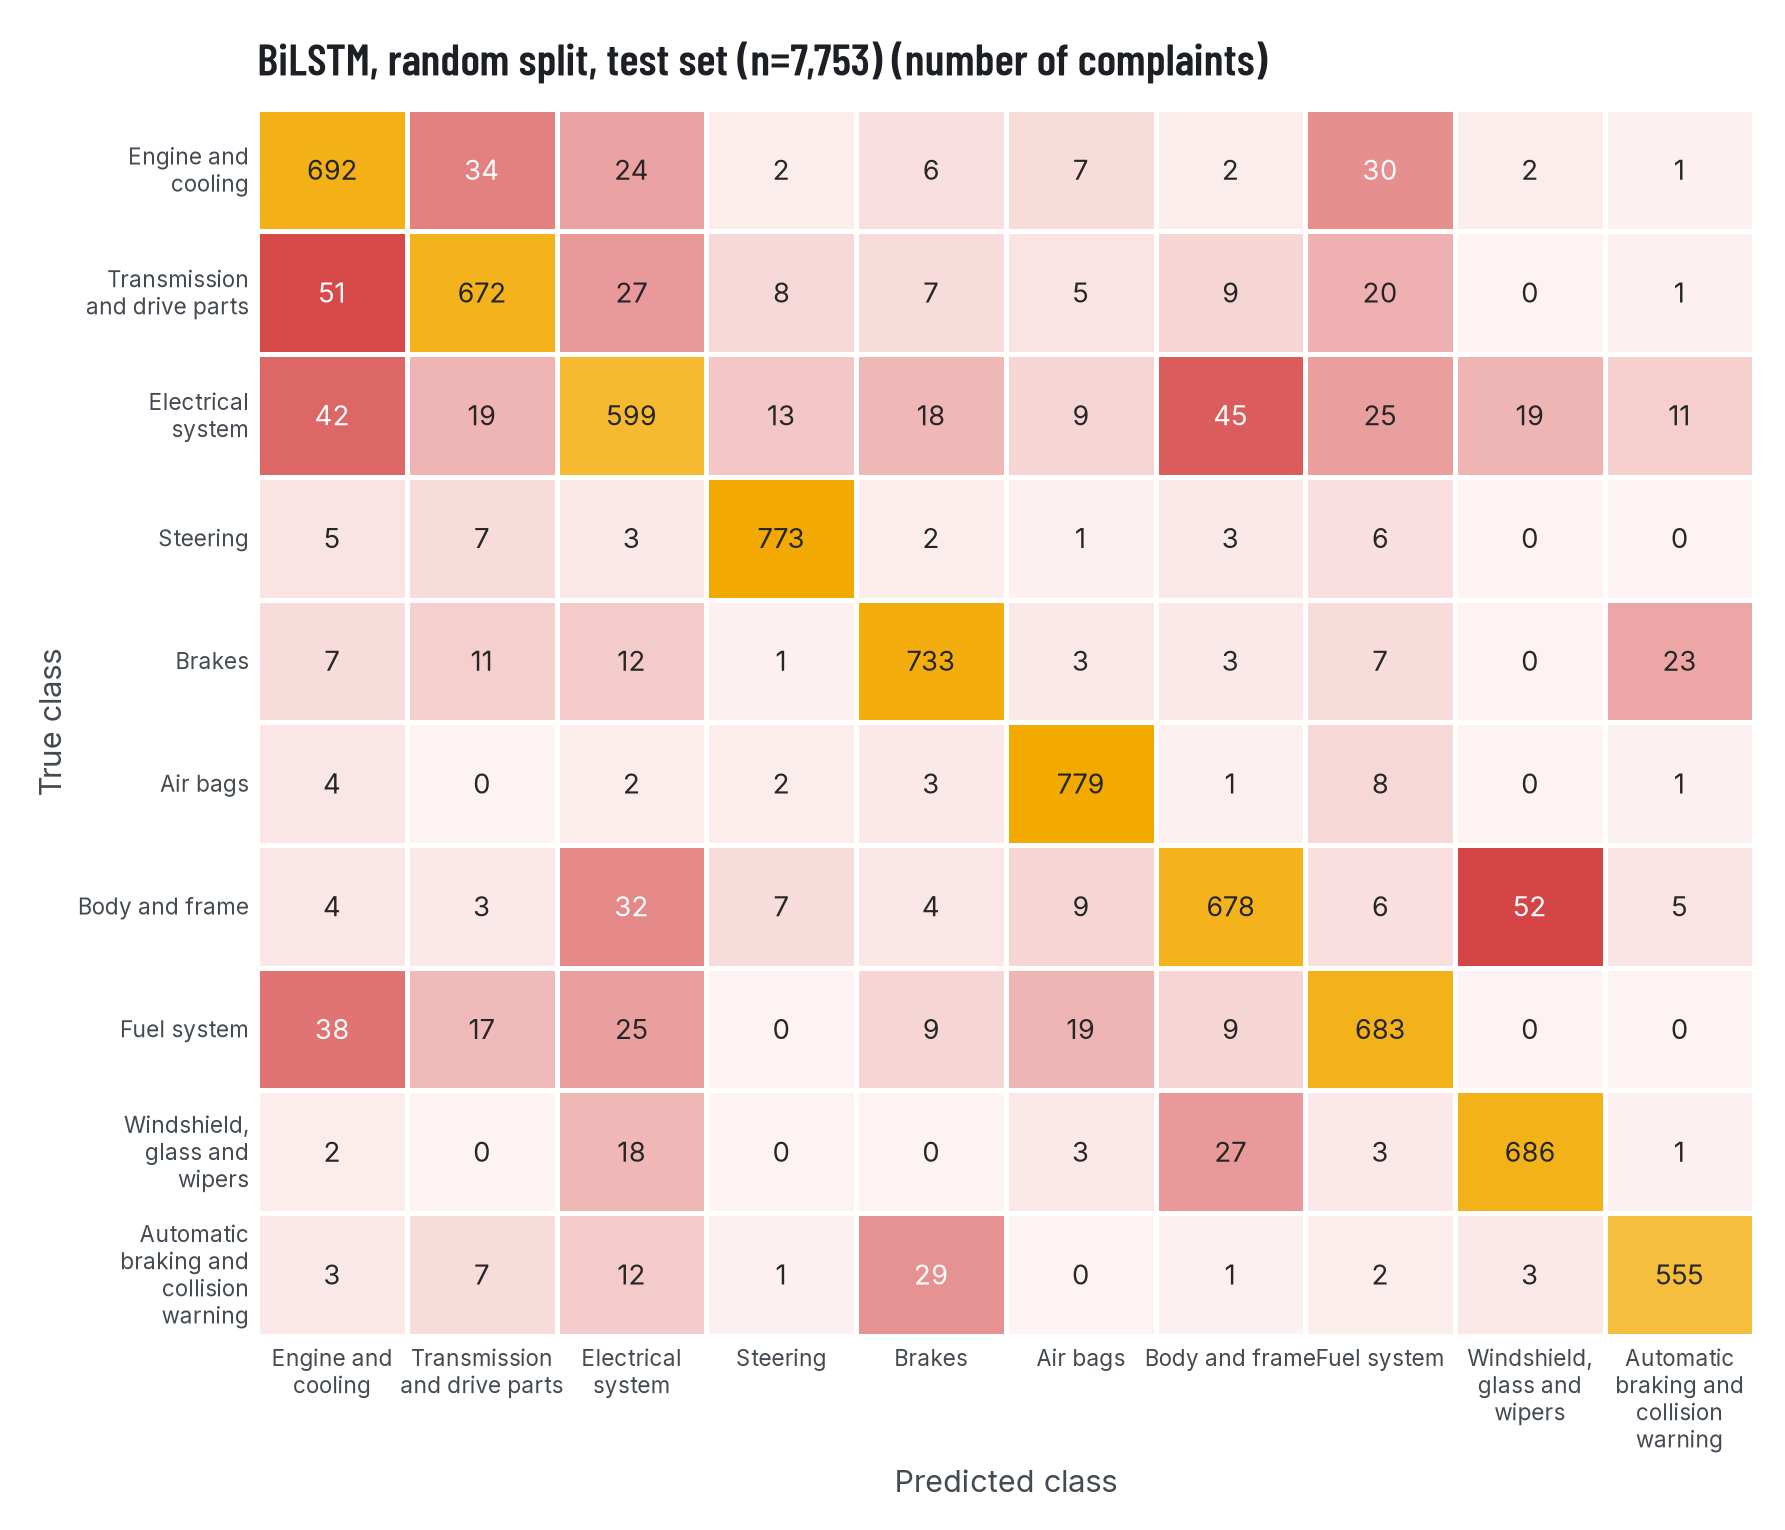 BiLSTM, random split, test set (n=7,753) (number of complaints)
Engine and
cooling
692 34 24 2 6 7 2 30 2 1
Transmission
and drive parts
51 672 27 8 7 5 9 20 0 1
Electrical
system
42 19 599 13 18 9 45 25 19 11
Steering
5 7 3 773 2 1 3 6 0 0
Brakes
7 11 12 1 733 3 3 7 0 23
Air bags
4 0 2 2 3 779 1 8 0 1
Body and frame
4 3 32 7 4 9 678 6 52 5
Fuel system
38 17 25 0 9 19 9 683 0 0
Windshield,
glass and
wipers
2 0 18 0 0 3 27 3 686 1
Automatic
braking and
collision
warning
3 7 12 1 29 0 1 2 3 555
True class
Engine and
cooling
Transmission
and drive parts
Electrical
system
Steering
Brakes
Air bags
Body and frame
Fuel system
Windshield,
glass and
wipers
Automatic
braking and
collision
warning
Predicted class